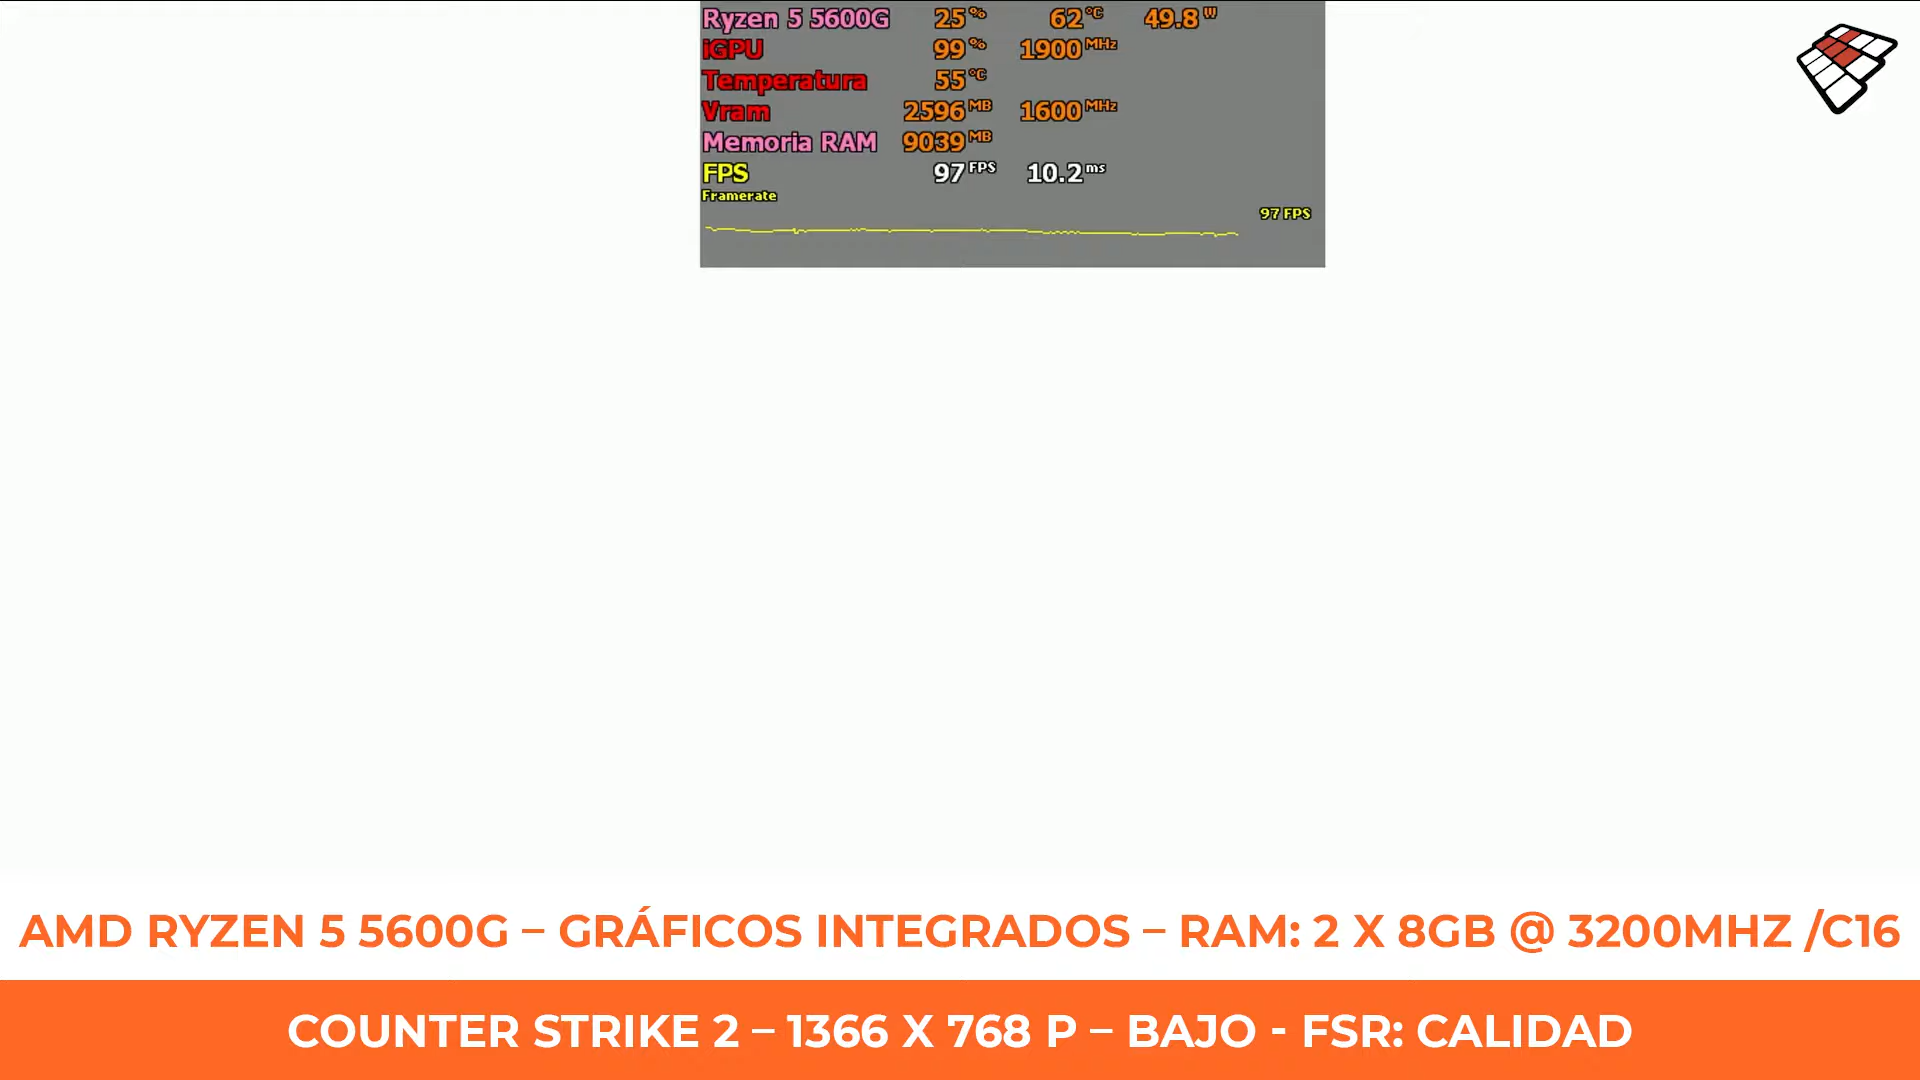 Ryzen 5 5600G 25 % 62 °C 49.8 W
iGPU 99 % 1900 MHz
Temperatura 55 °C
Vram 2596 MB 1600 MHz
Memoria RAM 9039 MB
FPS 97 FPS 10.2 ms
Framerate
97 FPS
AMD RYZEN 5 5600G – GRÁFICOS INTEGRADOS – RAM: 2 X 8GB @ 3200MHZ /C16
COUNTER STRIKE 2 – 1366 X 768 P – BAJO - FSR: CALIDAD